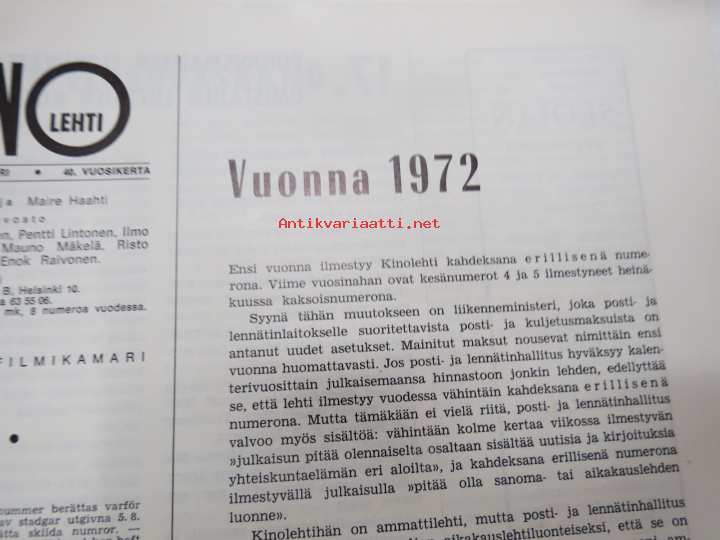 NO
LEHTI
40. VUOSIKERTA
Maire Haahti
Pentti Lintonen, Ilmo
Mauno Mäkelä, Risto
Enok Raivonen.
B, Helsinki 10.
63 55 06.
mk, 8 numeroa vuodessa.
FILMIKAMARI
•
nummer berättas varför
av stadgar utgivna 5.8.
tta skilda numror. —
Vuonna 1972
Antikvariaatti.net
Ensi vuonna ilmestyy Kinolehti kahdeksana erillisenä nume-
rona. Viime vuosinahan ovat kesänumerot 4 ja 5 ilmestyneet heinä-
kuussa kaksoisnumerona.
Syynä tähän muutokseen on liikenneministeri, joka posti- ja
lennätinlaitokselle suoritettavista posti- ja kuljetusmaksuista on
antanut uudet asetukset. Mainitut maksut nousevat nimittäin ensi
vuonna huomattavasti. Jos posti- ja lennätinhallitus hyväksyy kalen-
terivuosittain julkaisemaansa hinnastoon jonkin lehden, edellyttää
se, että lehti ilmestyy vuodessa vähintäin kahdeksana erillisenä
numerona. Mutta tämäkään ei vielä riitä, posti- ja lennätinhallitus
valvoo myös sisältöä: vähintään kolme kertaa viikossa ilmestyvän
»julkaisun pitää olennaiselta osaltaan sisältää uutisia ja kirjoituksia
yhteiskuntaelämän eri aloilta», ja kahdeksana erillisenä numerona
ilmestyvällä julkaisulla »pitää olla sanoma- tai aikakauslehden
luonne».
Kinolehtihän on ammattilehti, mutta posti- ja lennätinhallitus
aikakauslehtiluonteiseksi, että se on